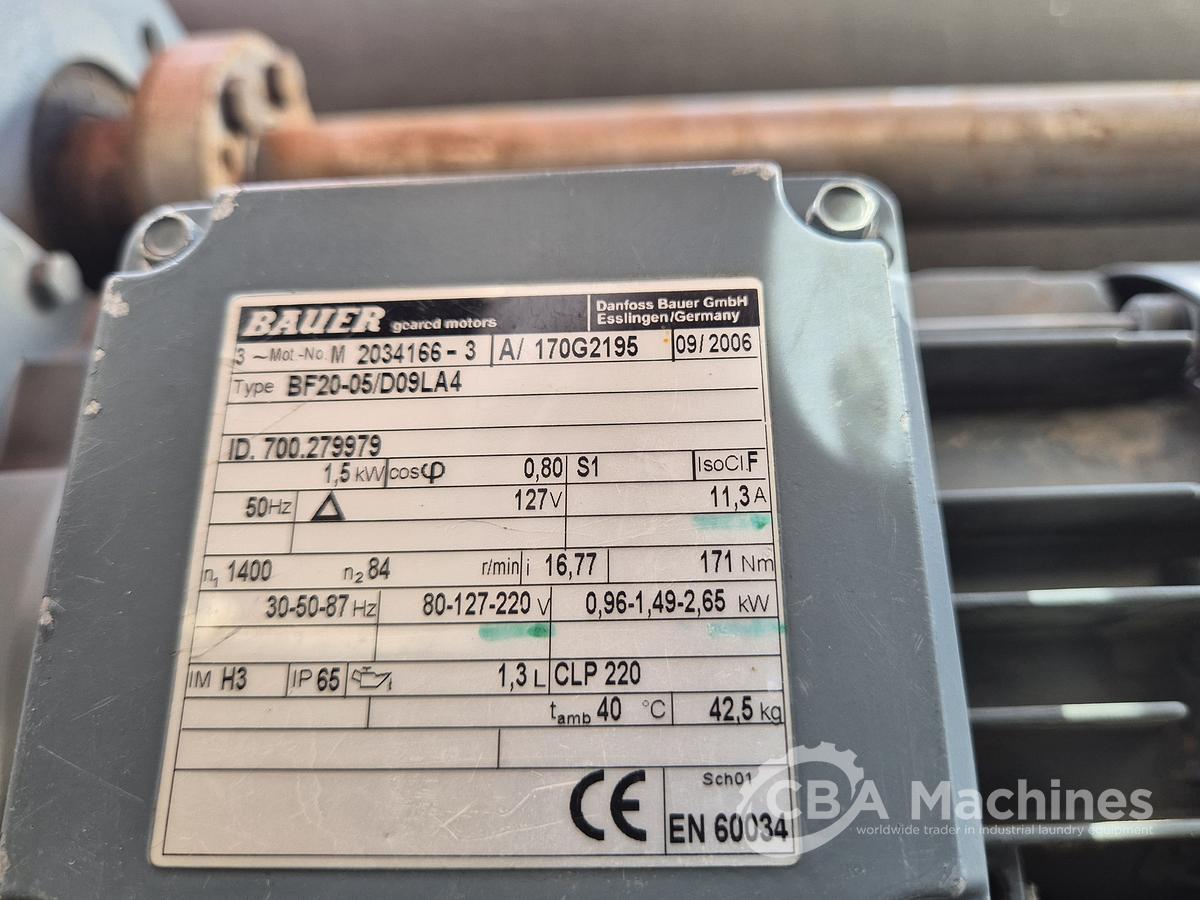 BAUER geared motors Danfoss Bauer GmbH
Esslingen/Germany
3 ~Mot.-No. M 2034166-3 A/ 170G2195 09/2006
Type BF20-05/D09LA4
ID. 700.279979
1,5 kW cosφ 0,80 S1 IsoCl.F
50Hz Δ 127V 11,3 A
n1 1400 n2 84 r/min i 16,77 171 Nm
30-50-87 Hz 80-127-220 V 0,96-1,49-2,65 kW
IM H3 IP 65 1,3 L CLP 220
tamb 40 °C 42,5 kg
CE Sch01
EN 60034
CBA Machines
worldwide trader in industrial laundry equipment